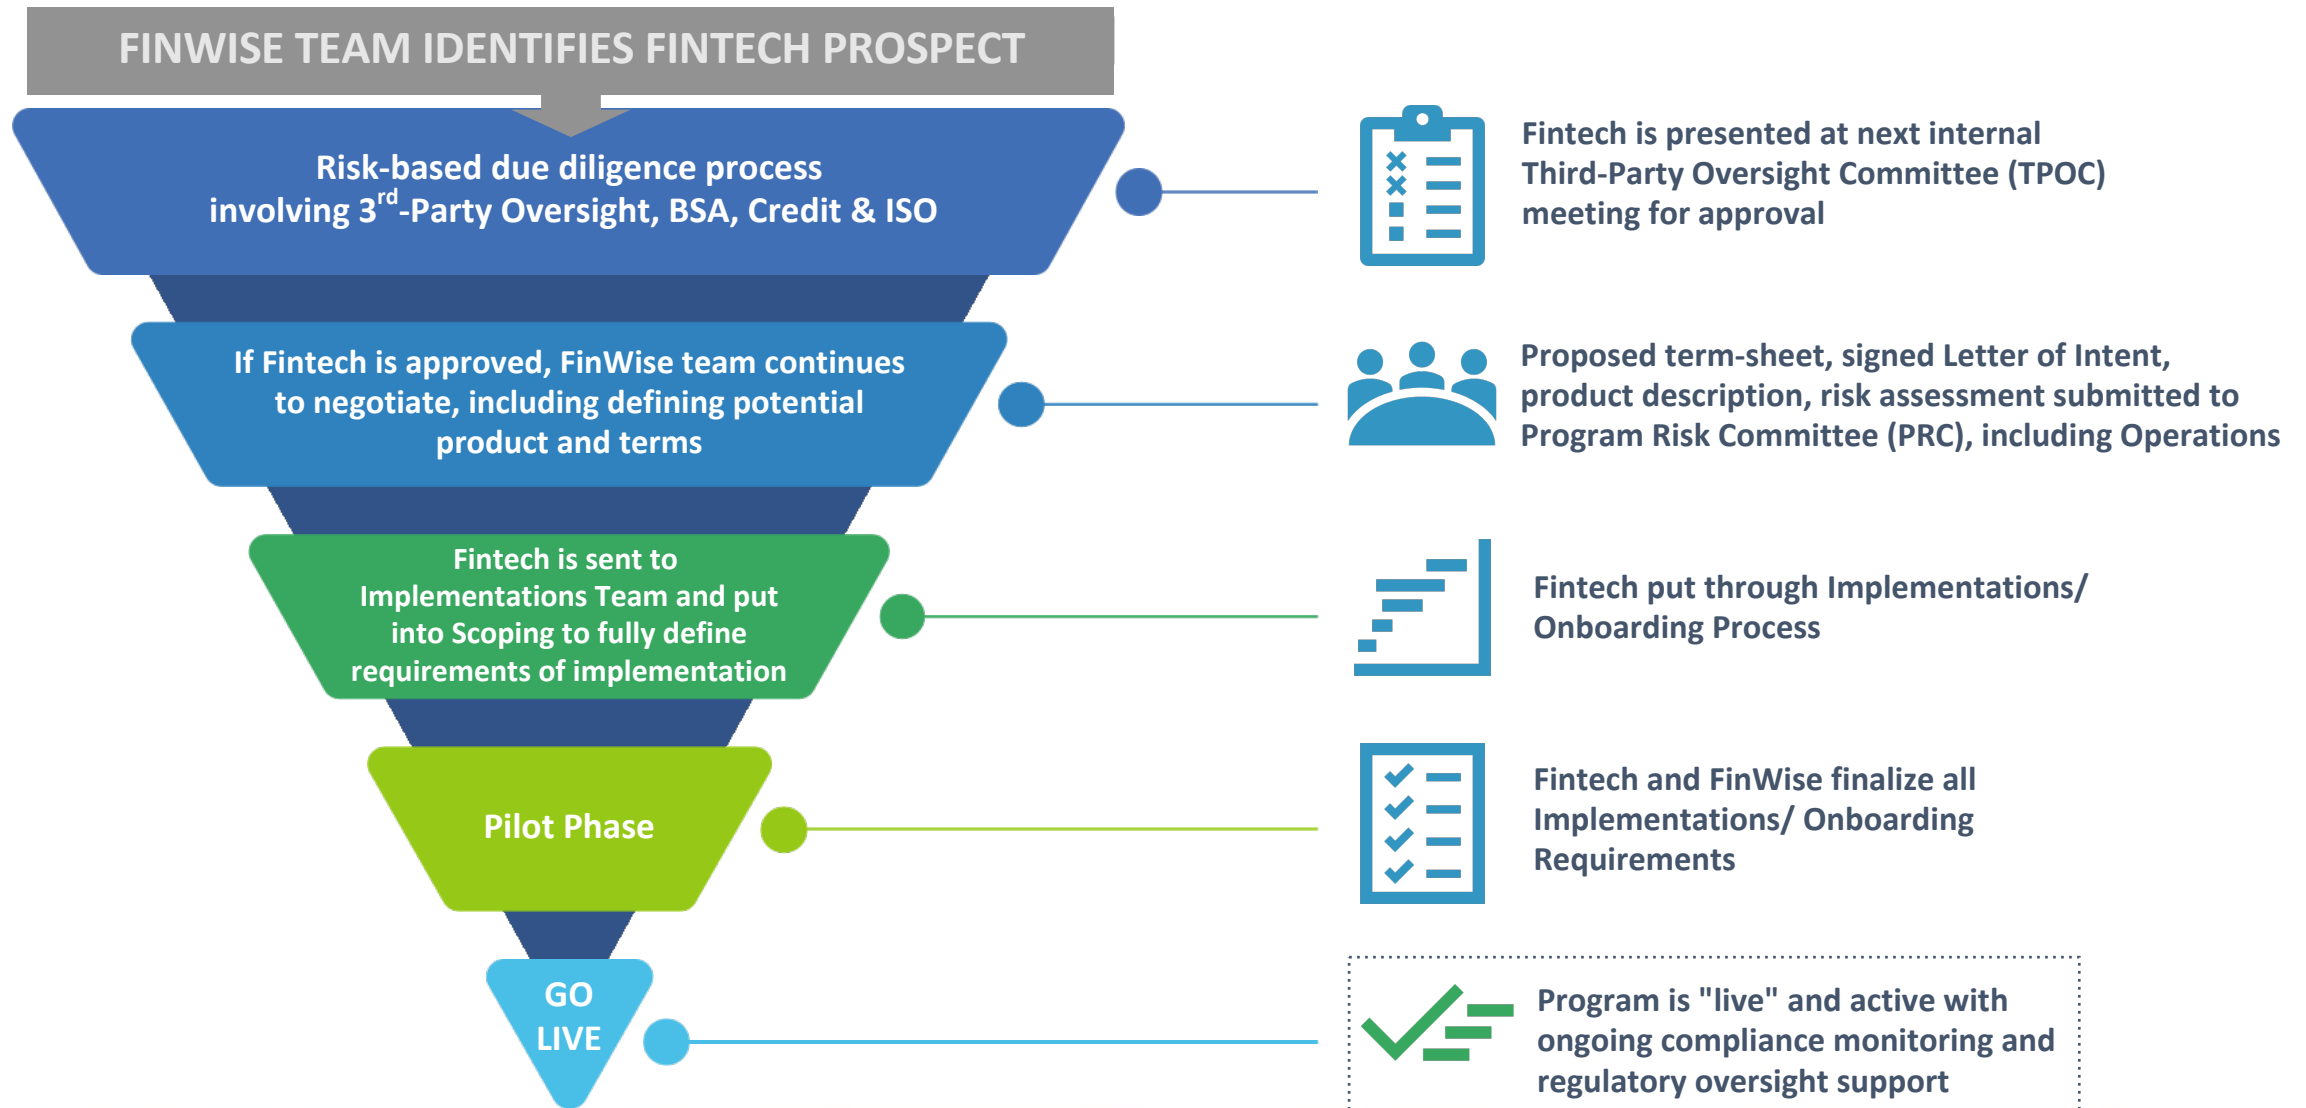 FINWISE TEAM IDENTIFIES FINTECH PROSPECT
Risk-based due diligence process
involving 3rd-Party Oversight, BSA, Credit & ISO
Fintech is presented at next internal
Third-Party Oversight Committee (TPOC)
meeting for approval
If Fintech is approved, FinWise team continues
to negotiate, including defining potential
product and terms
Proposed term-sheet, signed Letter of Intent,
product description, risk assessment submitted to
Program Risk Committee (PRC), including Operations
Fintech is sent to
Implementations Team and put
into Scoping to fully define
requirements of implementation
Fintech put through Implementations/
Onboarding Process
Pilot Phase
Fintech and FinWise finalize all
Implementations/ Onboarding
Requirements
GO
LIVE
Program is "live" and active with
ongoing compliance monitoring and
regulatory oversight support